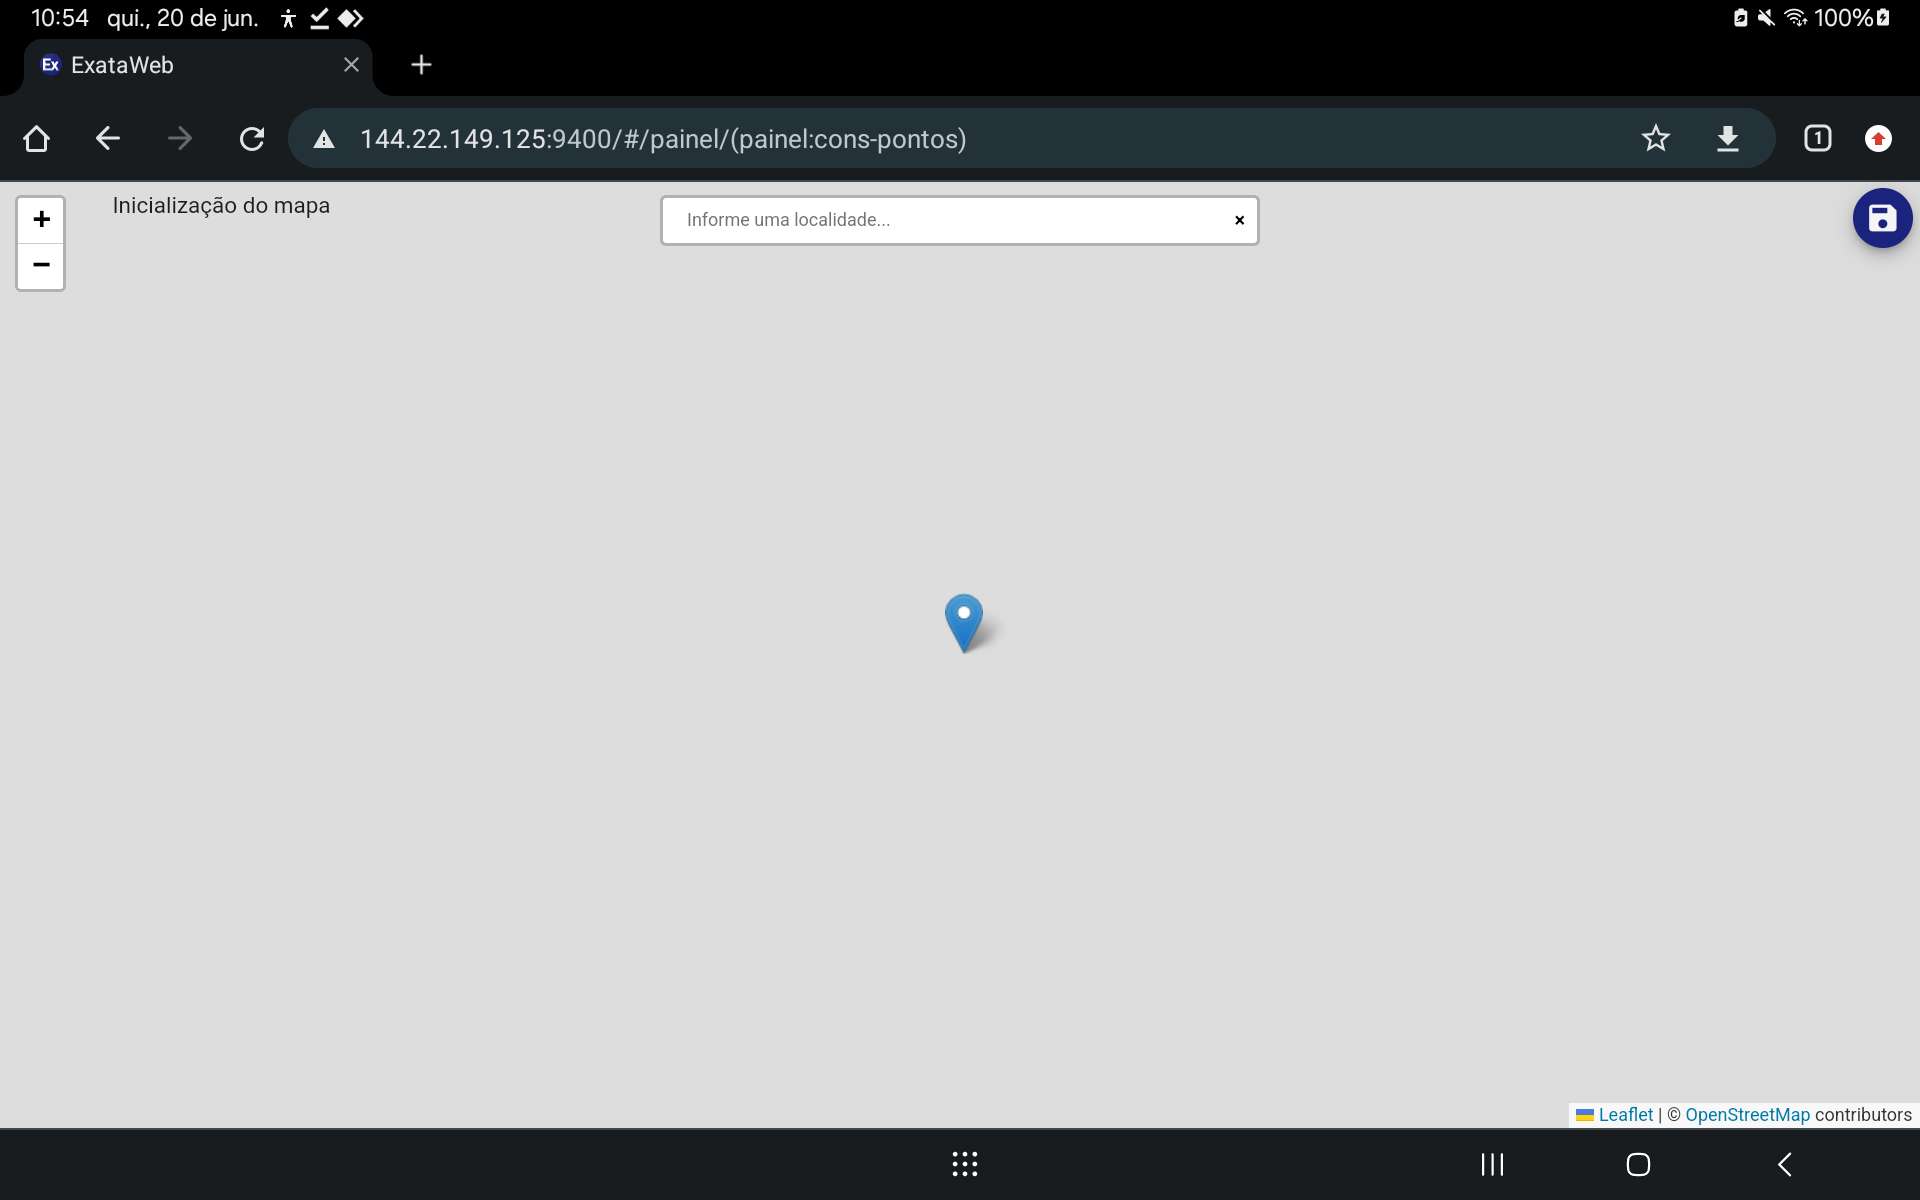 10:54 qui., 20 de jun.
100%
Ex ExataWeb
144.22.149.125:9400/#/painel/(painel:cons-pontos)
1
+
−
Inicialização do mapa
Informe uma localidade...
×
Leaflet | © OpenStreetMap contributors